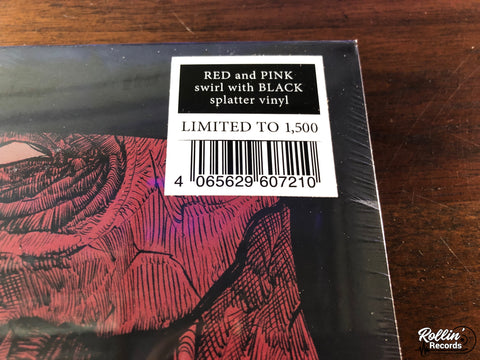 RED and PINK
swirl with BLACK
splatter vinyl
LIMITED TO 1,500
4 065629 607210
Rollin'
Records